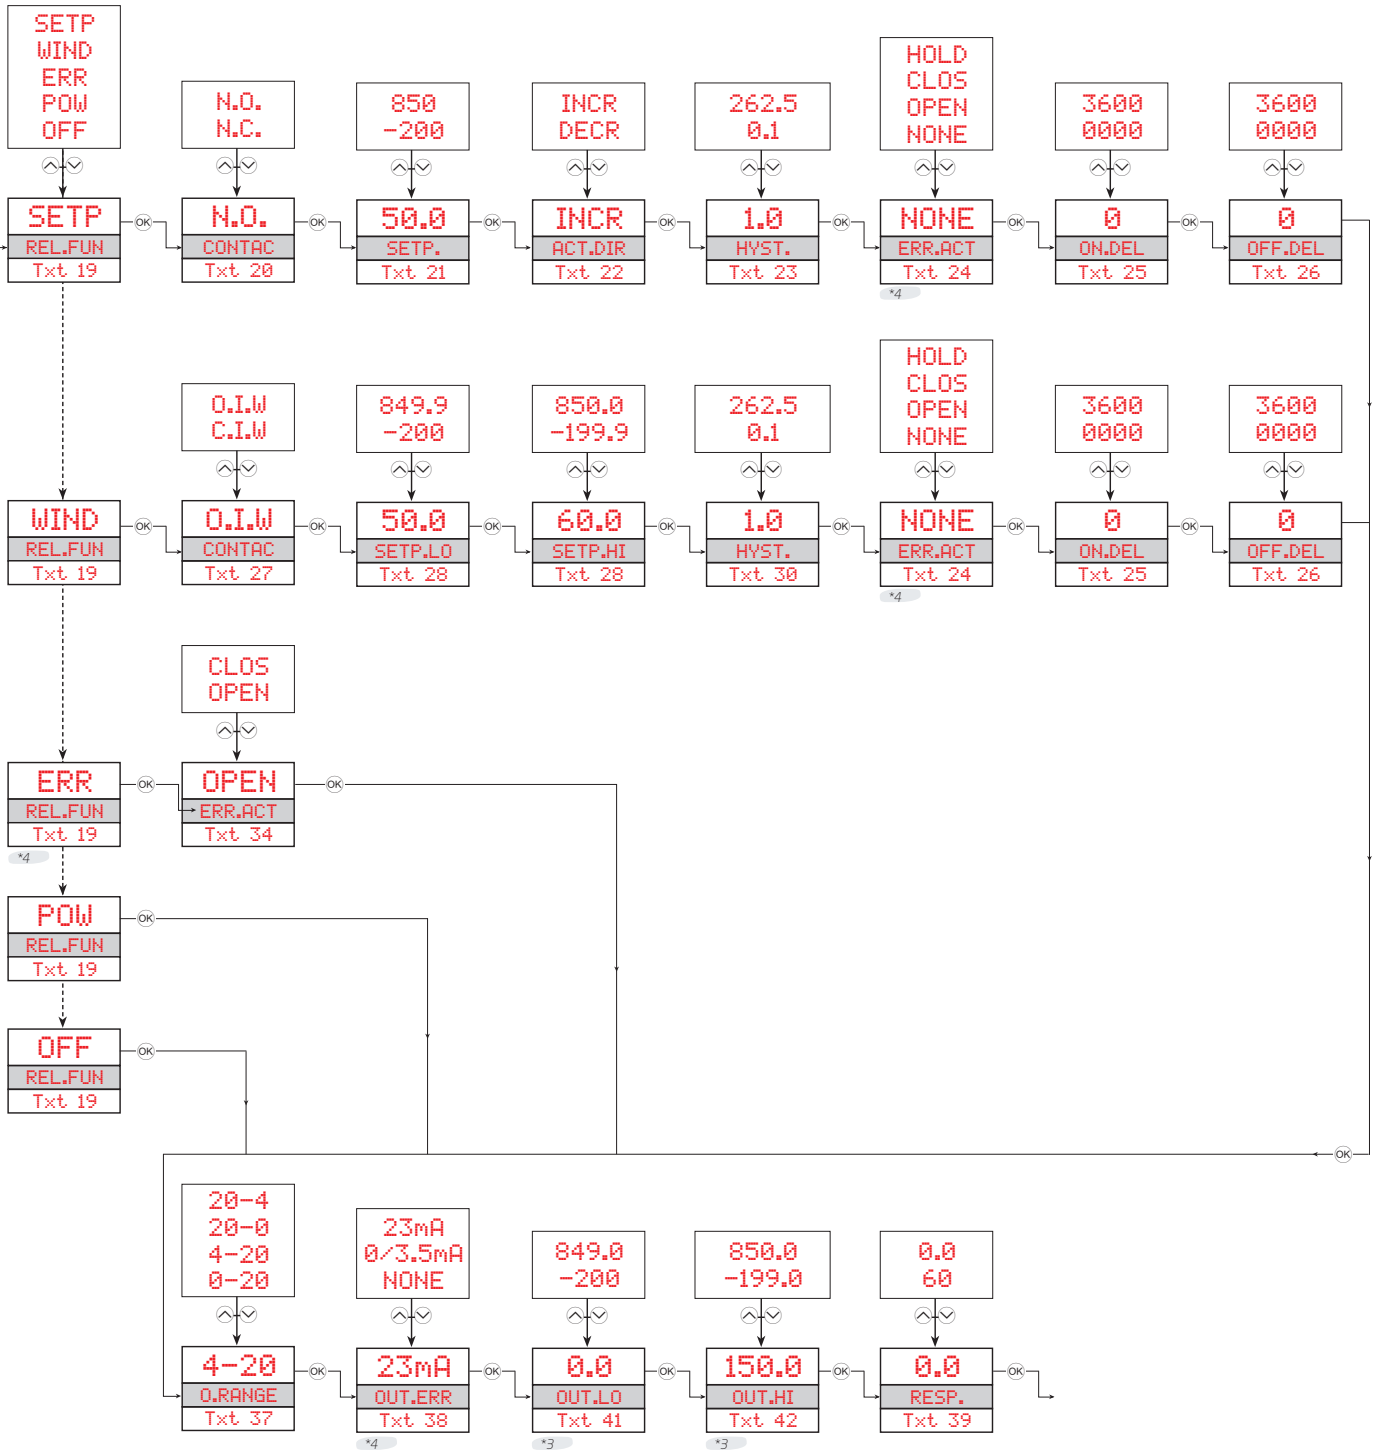 SETP
WIND
ERR
POW
OFF
N.O.
N.C.
850
-200
INCR
DECR
262.5
0.1
HOLD
CLOS
OPEN
NONE
3600
0000
3600
0000
SETP
REL.FUN
Txt 19
OK
N.O.
CONTAC
Txt 20
OK
50.0
SETP.
Txt 21
OK
INCR
ACT.DIR
Txt 22
OK
1.0
HYST.
Txt 23
OK
NONE
ERR.ACT
Txt 24
*4
OK
0
ON.DEL
Txt 25
OK
0
OFF.DEL
Txt 26
O.I.W
C.I.W
849.9
-200
850.0
-199.9
262.5
0.1
HOLD
CLOS
OPEN
NONE
3600
0000
3600
0000
WIND
REL.FUN
Txt 19
OK
O.I.W
CONTAC
Txt 27
OK
50.0
SETP.LO
Txt 28
OK
60.0
SETP.HI
Txt 28
OK
1.0
HYST.
Txt 30
OK
NONE
ERR.ACT
Txt 24
*4
OK
0
ON.DEL
Txt 25
OK
0
OFF.DEL
Txt 26
CLOS
OPEN
ERR
REL.FUN
Txt 19
*4
OK
OPEN
ERR.ACT
Txt 34
OK
POW
REL.FUN
Txt 19
OK
OFF
REL.FUN
Txt 19
OK
OK
20-4
20-0
4-20
0-20
23mA
0/3.5mA
NONE
849.0
-200
850.0
-199.0
0.0
60
4-20
O.RANGE
Txt 37
OK
23mA
OUT.ERR
Txt 38
*4
OK
0.0
OUT.LO
Txt 41
*3
OK
150.0
OUT.HI
Txt 42
*3
OK
0.0
RESP.
Txt 39
OK